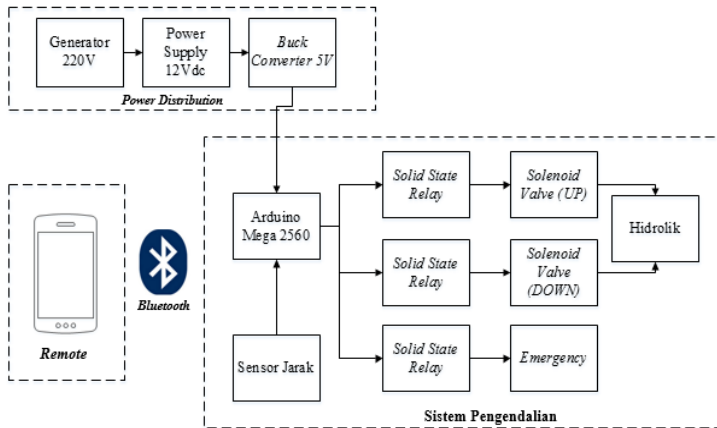 Generator
220V
Power
Supply
12Vdc
Buck
Converter 5V
Power Distribution
Solid State
Relay
Solenoid
Valve (UP)
Arduino
Mega 2560
Hidrolik
Solid State
Relay
Solenoid
Valve
(DOWN)
Bluetooth
Remote
Sensor Jarak
Solid State
Relay
Emergency
Sistem Pengendalian